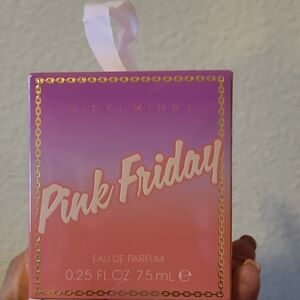 NICKI MINAJ
Pink Friday
EAU DE PARFUM
0.25 FL OZ 7.5 mL ℮